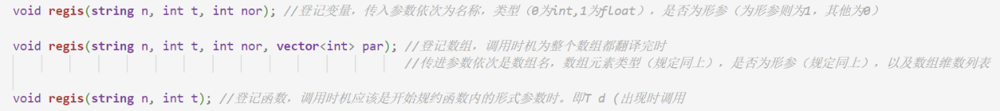 void regis(string n, int t, int nor); //登记变量，传入参数依次为名称，类型（0为int,1为float），是否为形参（为形参则为1．其他为0）
void regis(string n, int t, int nor, vector<int> par); //登记数组，调用时机为整个数组都翻译完时
//传进参数依次是数组名，数组元素类型（规定同上），是否为形参（规定同上），以及数组维数列表
void regis(string n, int t); //登记函数，调用时机应该是开始规约函数内的形式参数时。即T d (出现时调用